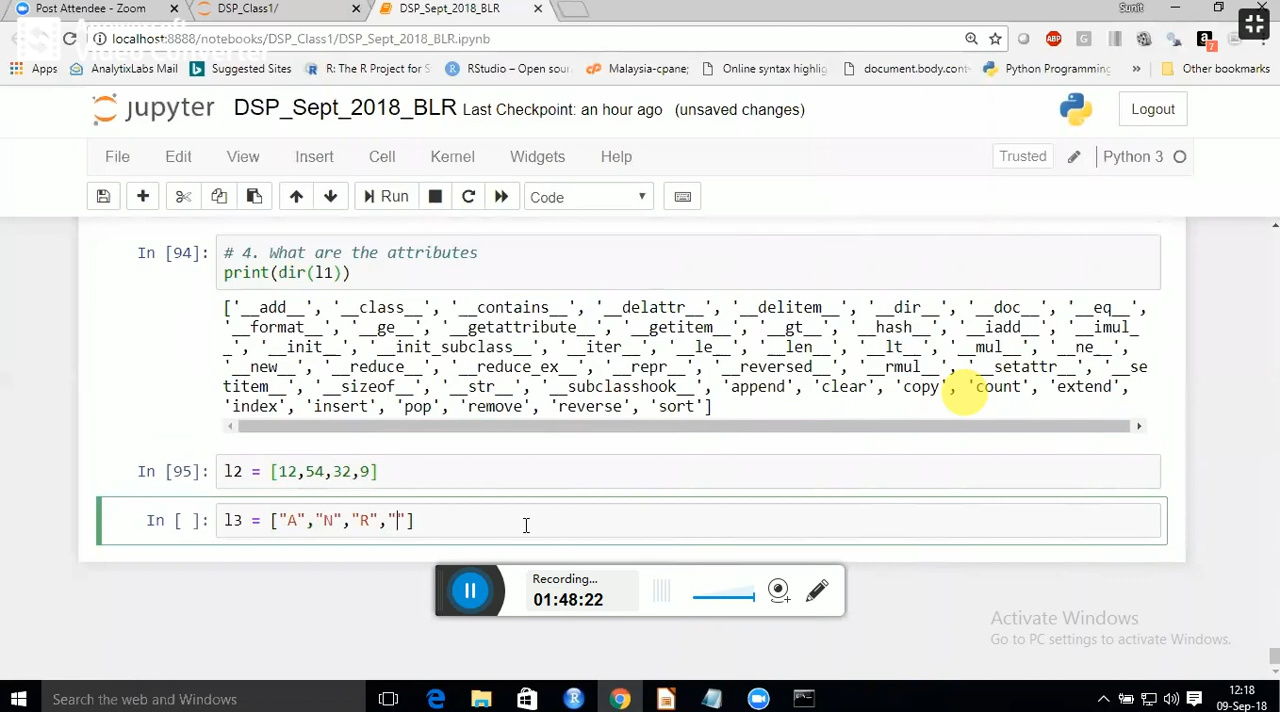 Post Attendee - Zoom
DSP_Class1/
DSP_Sept_2018_BLR
Sunit
localhost:8888/notebooks/DSP_Class1/DSP_Sept_2018_BLR.ipynb
ABP
G
7
Apps
AnalytixLabs Mail
Suggested Sites
R: The R Project for S
RStudio – Open sou
Malaysia-cpane;
Online syntax highlig
document.body.cont
Python Programming
»
Other bookmarks
jupyter
DSP_Sept_2018_BLR
Last Checkpoint: an hour ago
(unsaved changes)
Logout
File
Edit
View
Insert
Cell
Kernel
Widgets
Help
Trusted
Python 3
Run
Code
In [94]:
# 4. What are the attributes
print(dir(l1))
['__add__', '__class__', '__contains__', '__delattr__', '__delitem__', '__dir__', '__doc__', '__eq__',
'__format__', '__ge__', '__getattribute__', '__getitem__', '__gt__', '__hash__', '__iadd__', '__imul_
_', '__init__', '__init_subclass__', '__iter__', '__le__', '__len__', '__lt__', '__mul__', '__ne__',
'__new__', '__reduce__', '__reduce_ex__', '__repr__', '__reversed__', '__rmul__', '__setattr__', '__se
titem__', '__sizeof__', '__str__', '__subclasshook__', 'append', 'clear', 'copy', 'count', 'extend',
'index', 'insert', 'pop', 'remove', 'reverse', 'sort']
In [95]:
l2 = [12,54,32,9]
In [ ]:
l3 = ["A","N","R",""]
Recording...
01:48:22
Activate Windows
Go to PC settings to activate Windows.
Search the web and Windows
12:18
09-Sep-18